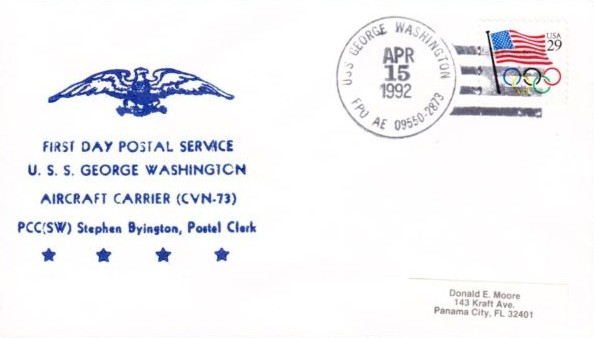 FIRST DAY POSTAL SERVICE
U. S. S. GEORGE WASHINGTON
AIRCRAFT CARRIER (CVN-73)
PCC(SW) Stephen Byington, Postal Clerk
USS GEORGE WASHINGTON
APR
15
1992
FPO AE 09550-2873
USA
29
Donald E. Moore
143 Kraft Ave.
Panama City, FL 32401